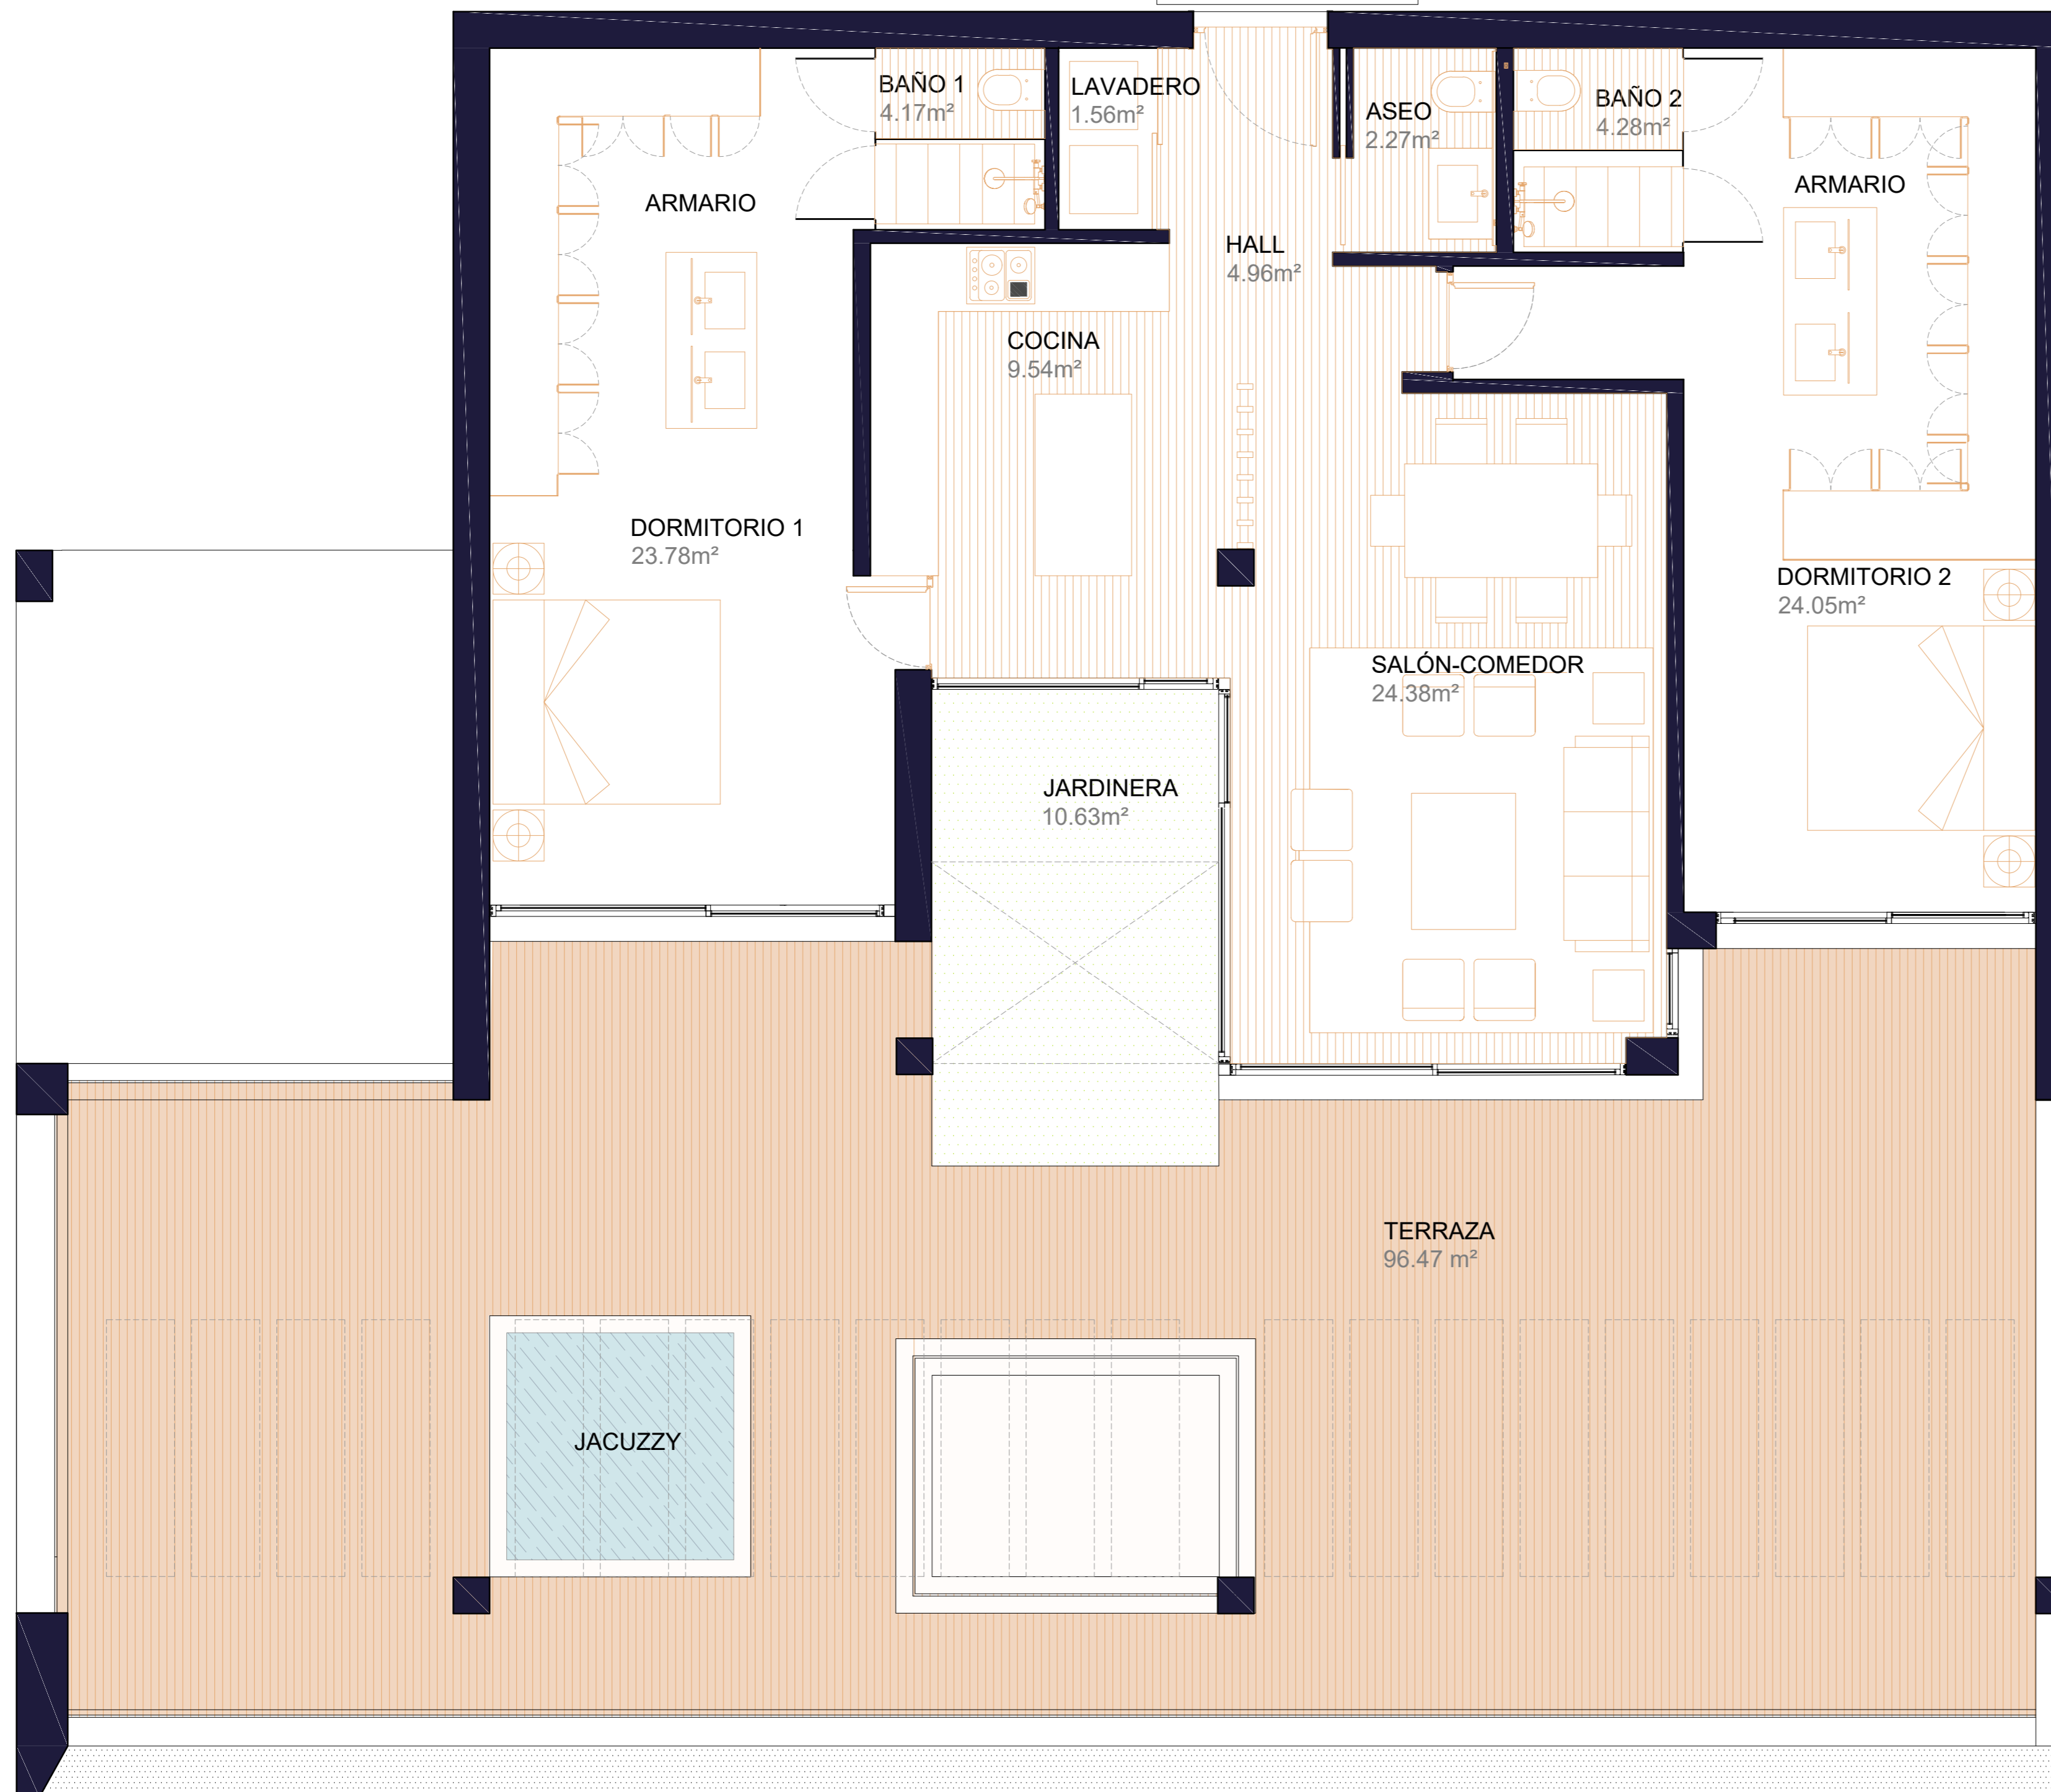 BAÑO 1
4.17m²
LAVADERO
1.56m²
ASEO
2.27m²
BAÑO 2
4.28m²
ARMARIO
ARMARIO
HALL
4.96m²
COCINA
9.54m²
DORMITORIO 1
23.78m²
DORMITORIO 2
24.05m²
SALÓN-COMEDOR
24.38m²
JARDINERA
10.63m²
TERRAZA
96.47 m²
JACUZZY